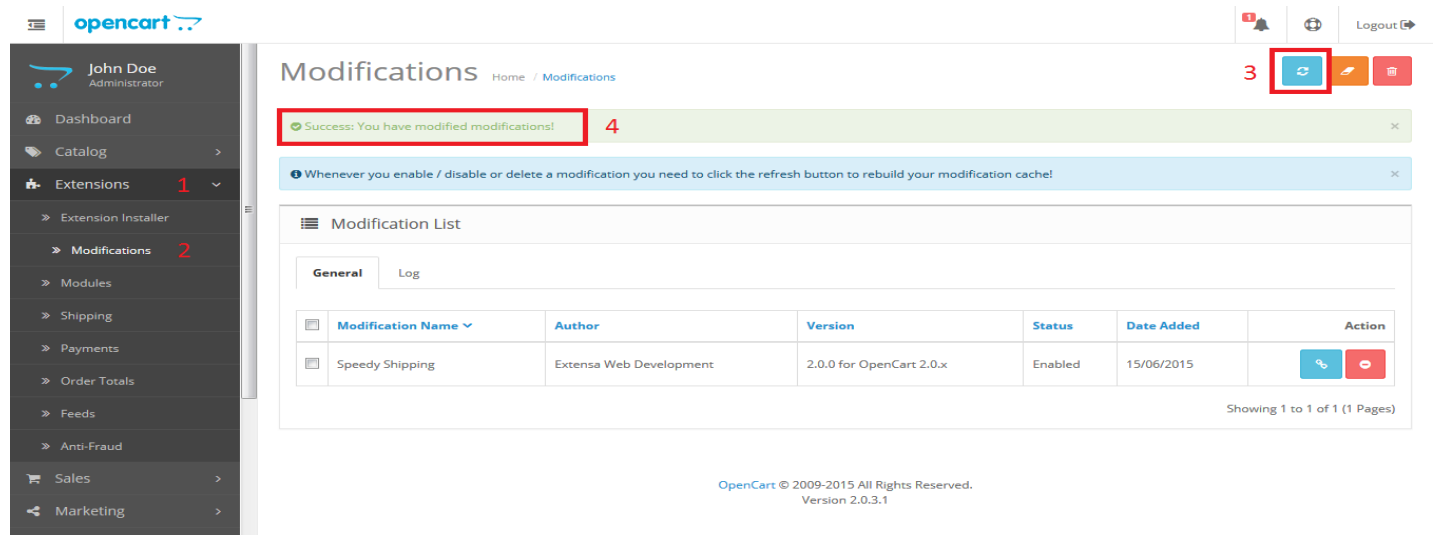 opencart
1
Logout
John Doe
Administrator
Dashboard
Catalog
Extensions 1
Extension Installer
Modifications 2
Modules
Shipping
Payments
Order Totals
Feeds
Anti-Fraud
Sales
Marketing
Modifications Home / Modifications
3
Success: You have modified modifications! 4
Whenever you enable / disable or delete a modification you need to click the refresh button to rebuild your modification cache!
Modification List
General Log
Modification Name Author Version Status Date Added Action
Speedy Shipping Extensa Web Development 2.0.0 for OpenCart 2.0.x Enabled 15/06/2015
Showing 1 to 1 of 1 (1 Pages)
OpenCart © 2009-2015 All Rights Reserved.
Version 2.0.3.1